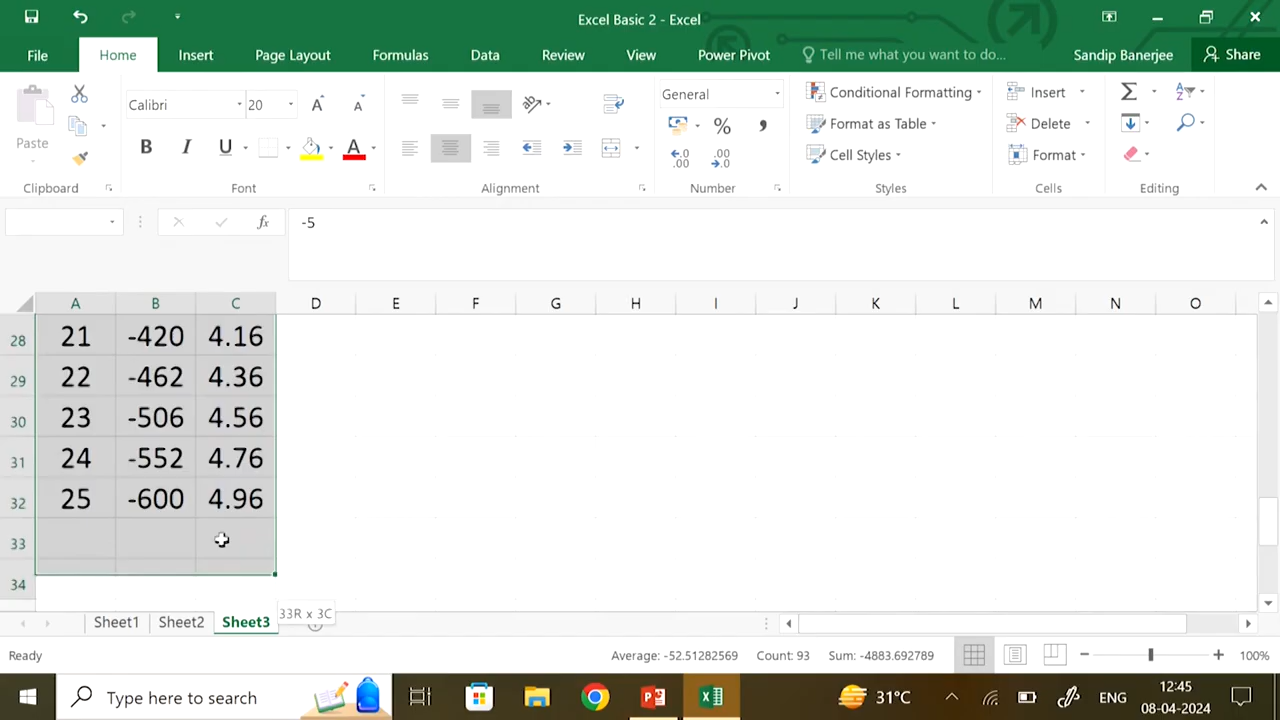 Excel Basic 2 - Excel
File Home Insert Page Layout Formulas Data Review View Power Pivot Tell me what you want to do... Sandip Banerjee Share
Paste
Clipboard
Calibri 20 A A
B I U A
Font
Alignment
General
% ,
.00 .00
Number
Conditional Formatting
Format as Table
Cell Styles
Styles
Insert
Delete
Format
Cells
Editing
fx -5
A B C D E F G H I J K L M N O
28 21 -420 4.16
29 22 -462 4.36
30 23 -506 4.56
31 24 -552 4.76
32 25 -600 4.96
33
34
Sheet1 Sheet2 Sheet3 33R x 3C
Ready Average: -52.51282569 Count: 93 Sum: -4883.692789 100%
Type here to search 31°C ENG 12:45
08-04-2024